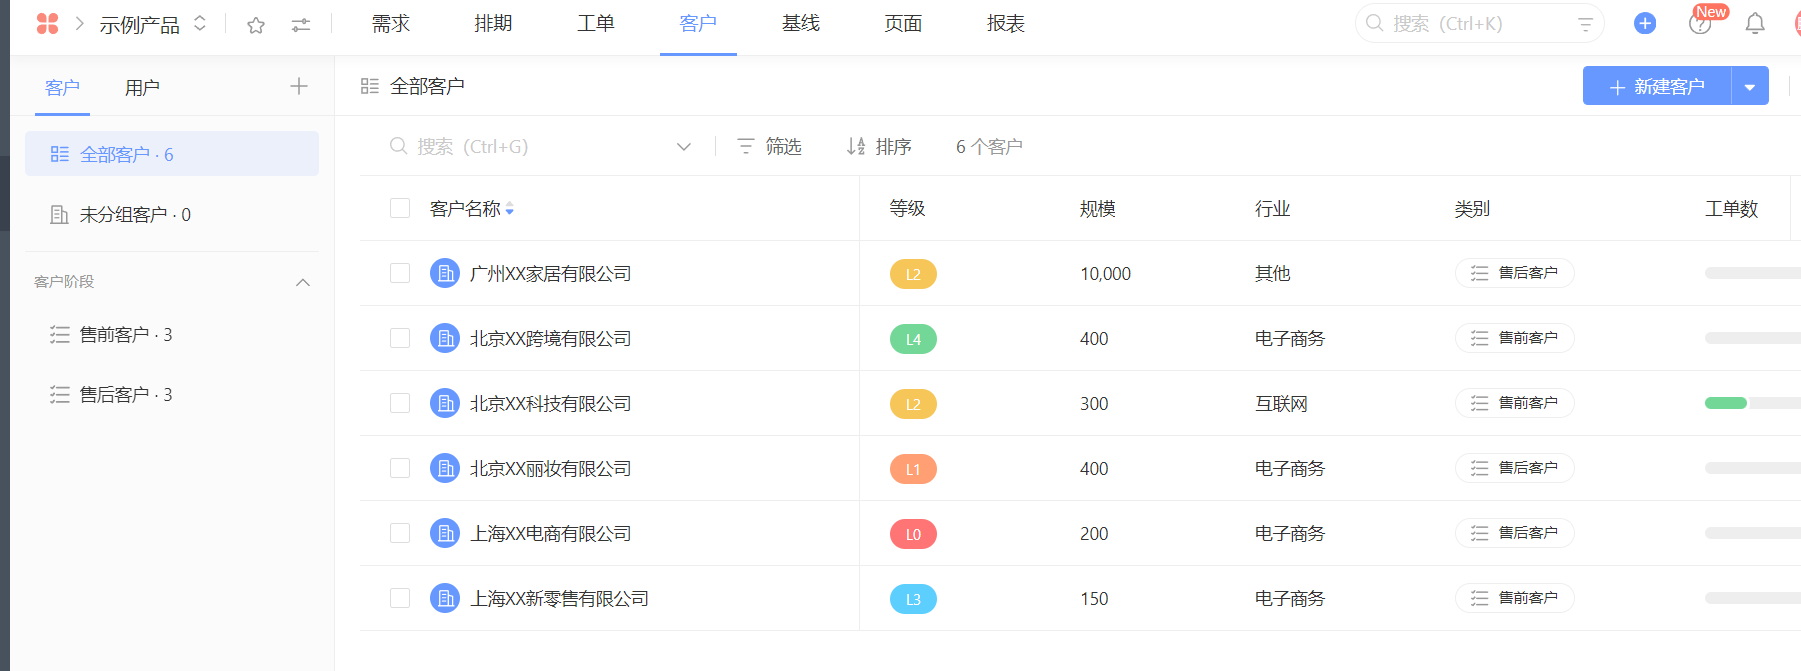 示例产品 需求 排期 工单 客户 基线 页面 报表 搜索 (Ctrl+K) New
客户 用户
全部客户 · 6
未分组客户 · 0
客户阶段
售前客户 · 3
售后客户 · 3
全部客户 新建客户
搜索 (Ctrl+G) 筛选 排序 6 个客户
客户名称 等级 规模 行业 类别 工单数
广州XX家居有限公司 L2 10,000 其他 售后客户
北京XX跨境有限公司 L4 400 电子商务 售前客户
北京XX科技有限公司 L2 300 互联网 售前客户
北京XX丽妆有限公司 L1 400 电子商务 售后客户
上海XX电商有限公司 L0 200 电子商务 售后客户
上海XX新零售有限公司 L3 150 电子商务 售前客户